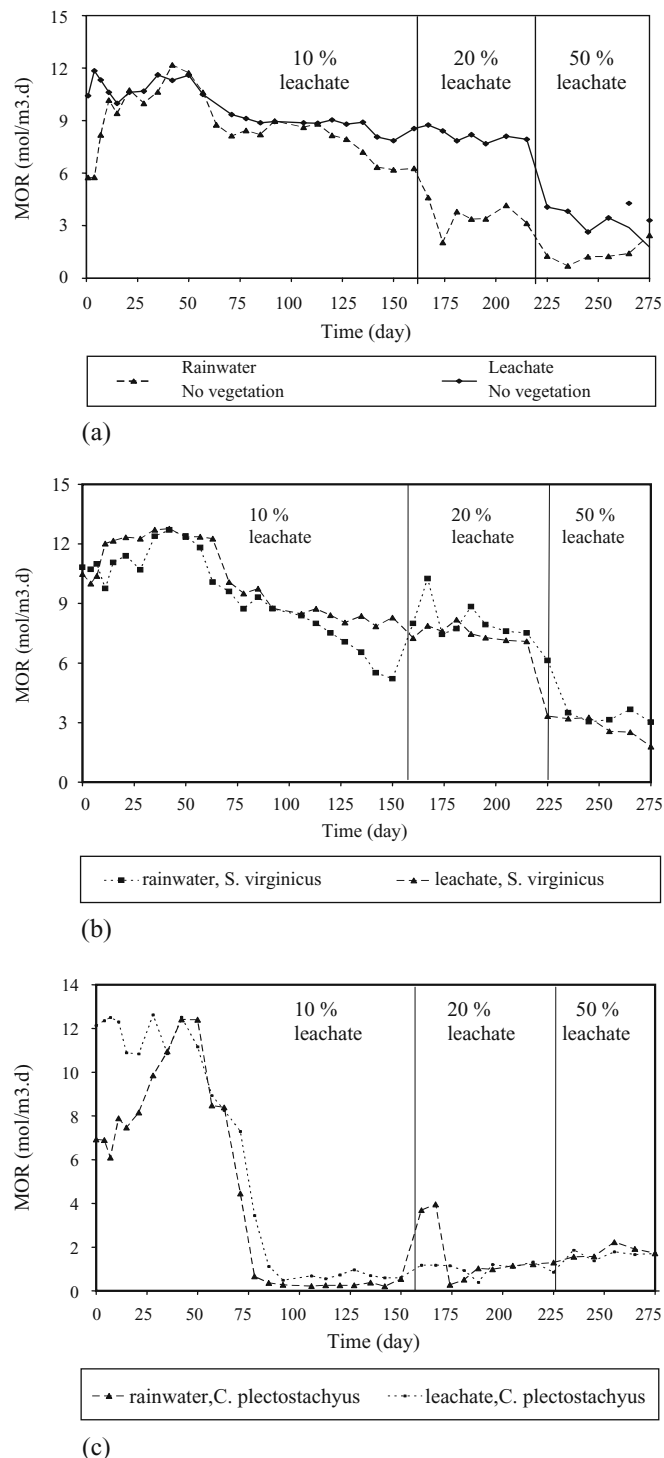 15
12
9
6
3
0
MOR (mol/m3.d)
10 %
leachate
20 %
leachate
50 %
leachate
0 25 50 75 100 125 150 175 200 225 250 275
Time (day)
Rainwater
No vegetation
Leachate
No vegetation
(a)
15
12
9
6
3
0
MOR (mol/m3.d)
10 %
leachate
20 %
leachate
50 %
leachate
0 25 50 75 100 125 150 175 200 225 250 275
Time (day)
rainwater, S. virginicus leachate, S. virginicus
(b)
14
12
10
8
6
4
2
0
MOR (mol/m3.d)
10 %
leachate
20 %
leachate
50 %
leachate
0 25 50 75 100 125 150 175 200 225 250 275
Time (day)
rainwater,C. plectostachyus leachate,C. plectostachyus
(c)